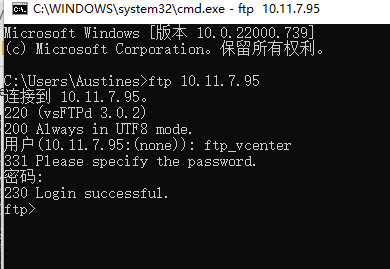 C:\WINDOWS\system32\cmd.exe - ftp  10.11.7.95
Microsoft Windows [版本 10.0.22000.739]
(c) Microsoft Corporation。保留所有权利。
C:\Users\Austines>ftp 10.11.7.95
连接到 10.11.7.95。
220 (vsFTPd 3.0.2)
200 Always in UTF8 mode.
用户(10.11.7.95:(none)): ftp_vcenter
331 Please specify the password.
密码:
230 Login successful.
ftp>